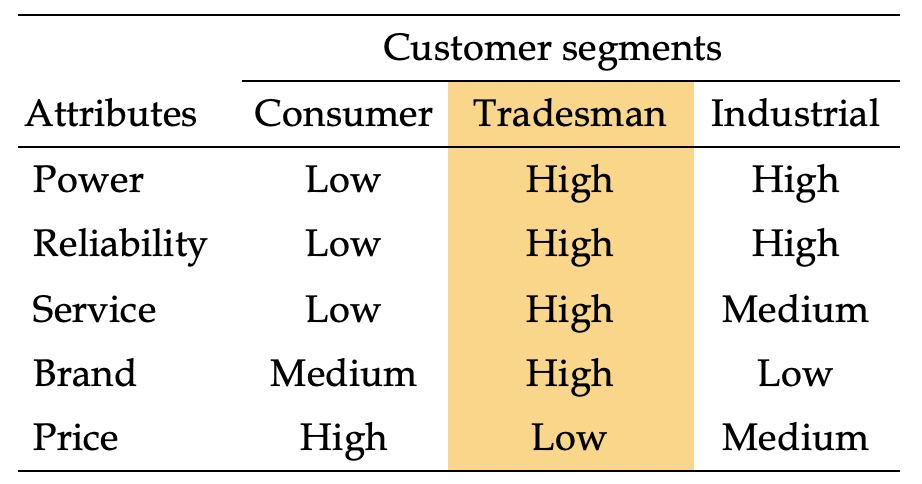 Customer segments
Attributes Consumer Tradesman Industrial
Power Low High High
Reliability Low High High
Service Low High Medium
Brand Medium High Low
Price High Low Medium